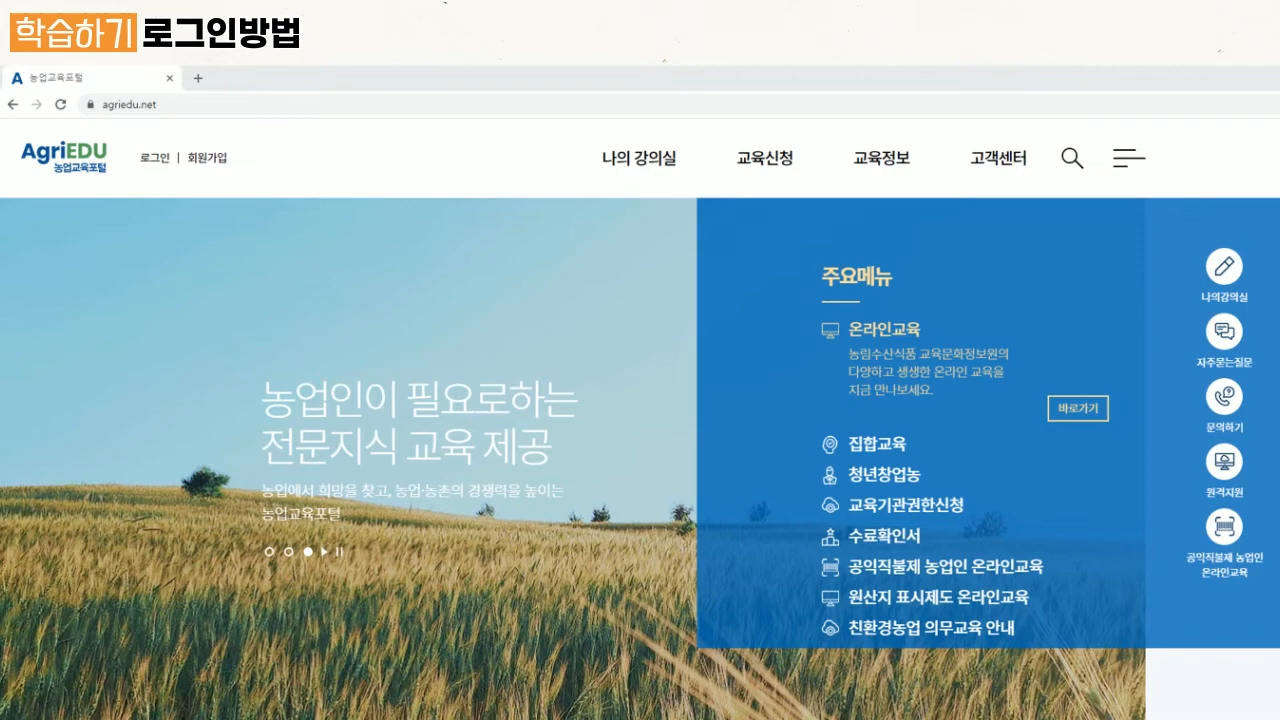 학습하기 로그인방법
A 농업교육포털
agriedu.net
AgriEDU
농업교육포털
로그인 | 회원가입
나의 강의실 교육신청 교육정보 고객센터
농업인이 필요로하는
전문지식 교육 제공
농업에서 희망을 찾고, 농업·농촌의 경쟁력을 높이는
농업교육포털
주요메뉴
온라인교육
농림수산식품 교육문화정보원의
다양하고 생생한 온라인 교육을
지금 만나보세요.
바로가기
집합교육
청년창업농
교육기관권한신청
수료확인서
공익직불제 농업인 온라인교육
원산지 표시제도 온라인교육
친환경농업 의무교육 안내
나의강의실
자주묻는질문
문의하기
원격지원
공익직불제 농업인
온라인교육